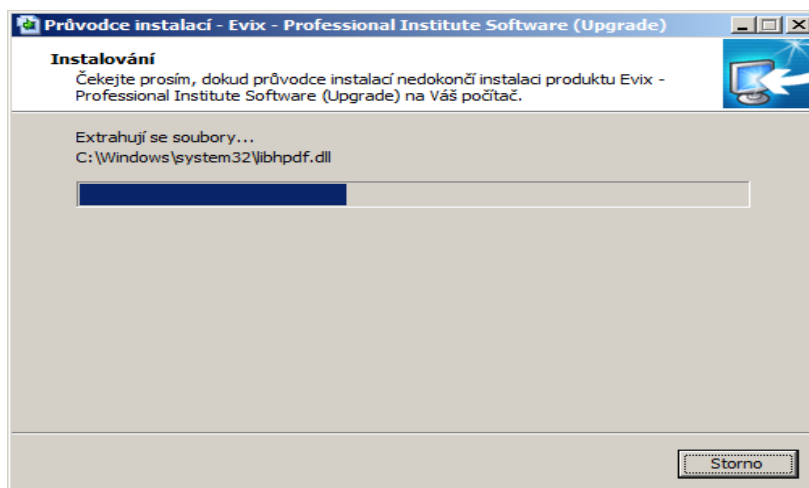 Průvodce instalací - Evix - Professional Institute Software (Upgrade)
Instalování
Čekejte prosím, dokud průvodce instalací nedokončí instalaci produktu Evix -
Professional Institute Software (Upgrade) na Váš počítač.
Extrahují se soubory...
C:\Windows\system32\libhpdf.dll
Storno